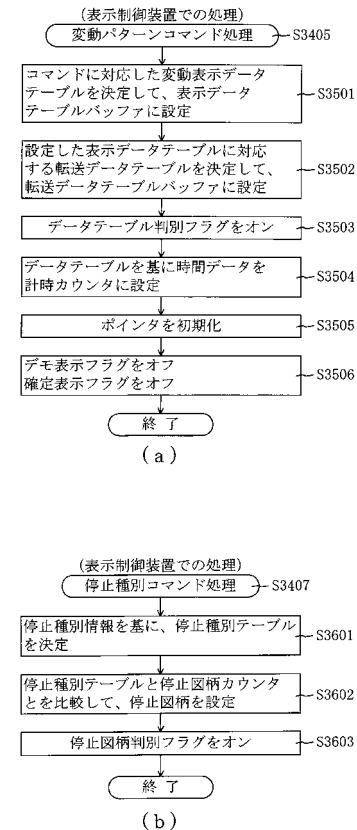 (表示制御装置での処理)
変動パターンコマンド処理
S3405
コマンドに対応した変動表示データ
テーブルを決定して、表示データ
テーブルバッファに設定
S3501
設定した表示データテーブルに対応
する転送データテーブルを決定して、
転送データテーブルバッファに設定
S3502
データテーブル判別フラグをオン
S3503
データテーブルを基に時間データを
計時カウンタに設定
S3504
ポインタを初期化
S3505
デモ表示フラグをオフ
確定表示フラグをオフ
S3506
終了
(a)
(表示制御装置での処理)
停止種別コマンド処理
S3407
停止種別情報を基に、停止種別テーブル
を決定
S3601
停止種別テーブルと停止図柄カウンタ
とを比較して、停止図柄を設定
S3602
停止図柄判別フラグをオン
S3603
終了
(b)